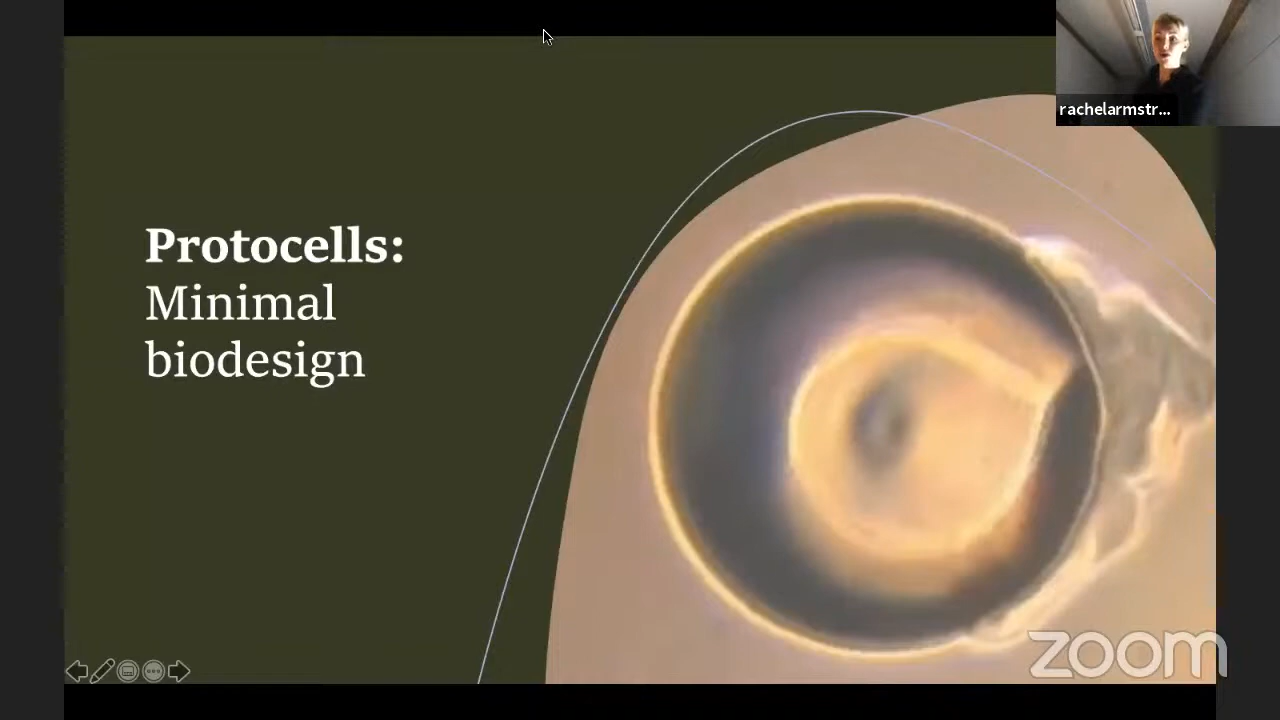 rachelarmstr...
Protocells:
Minimal
biodesign
zoom